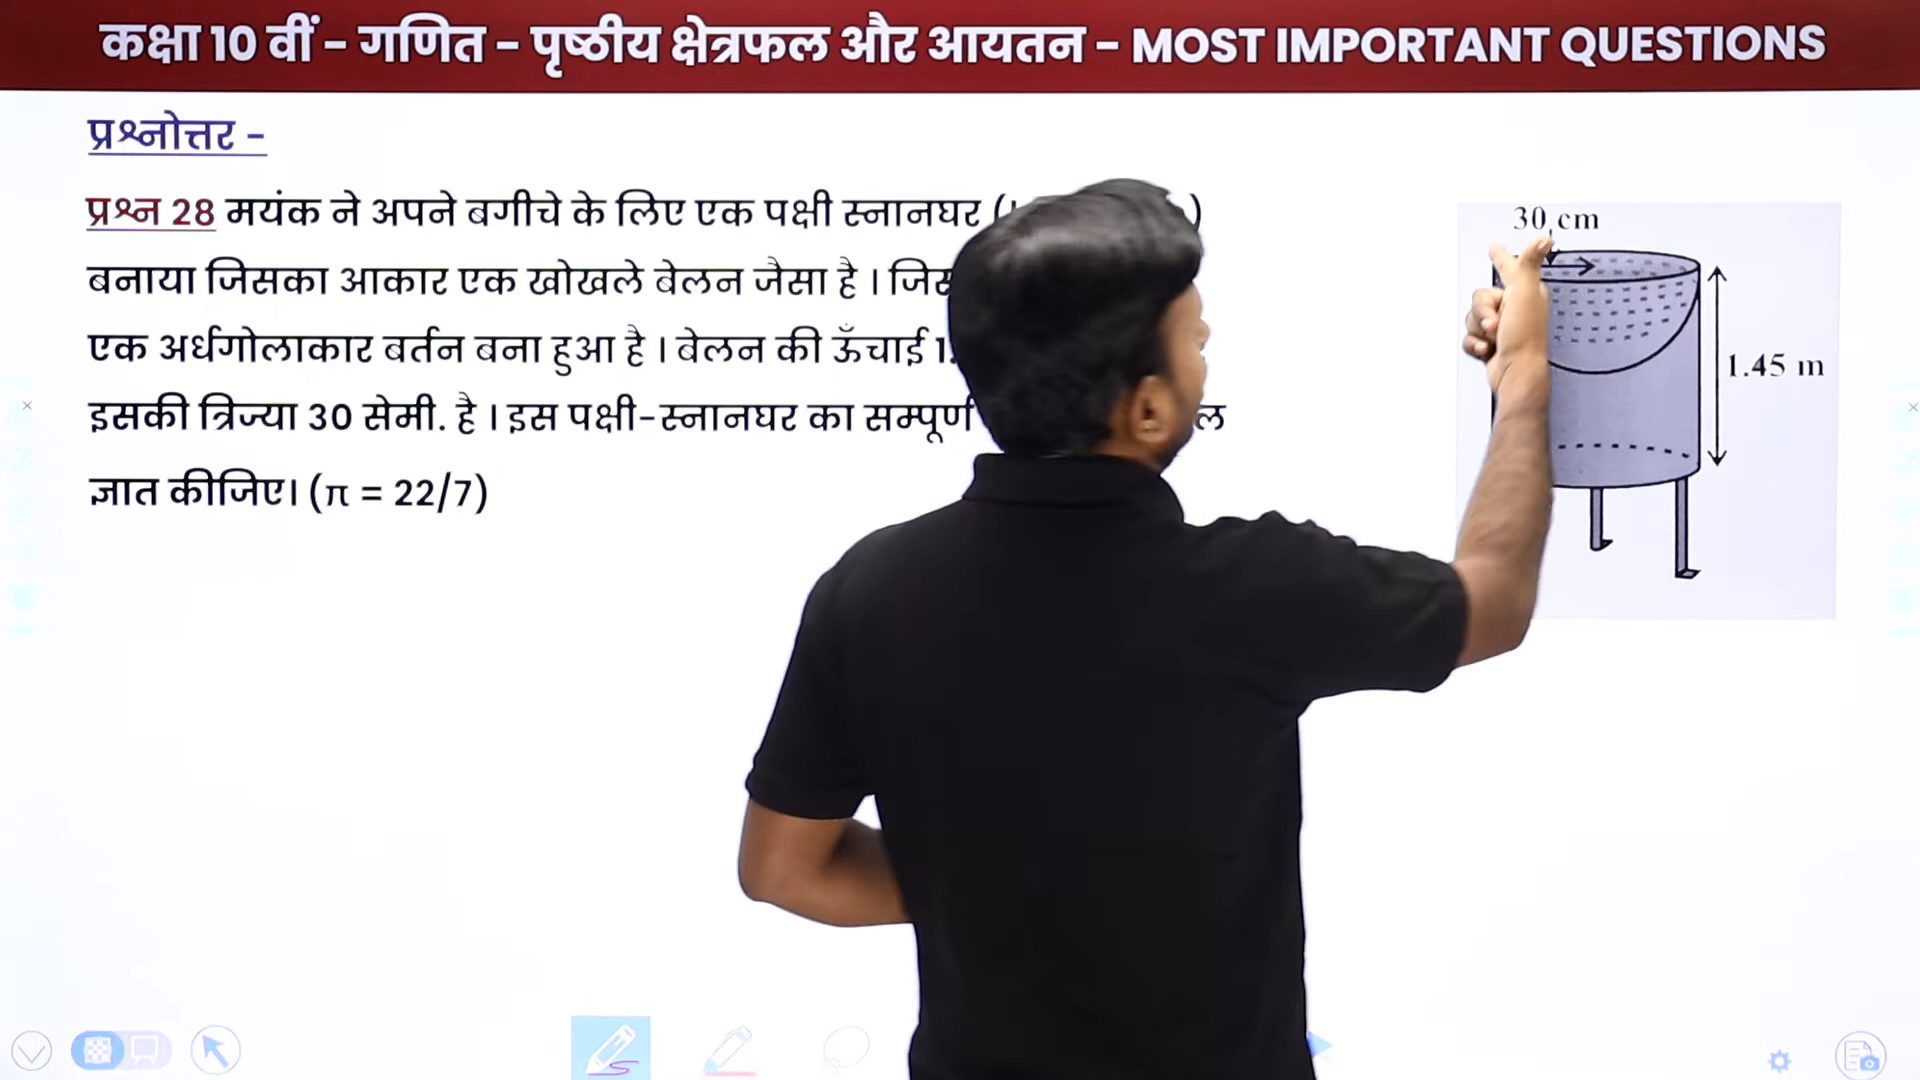 कक्षा 10 वीं - गणित - पृष्ठीय क्षेत्रफल और आयतन - MOST IMPORTANT QUESTIONS
प्रश्नोत्तर -
प्रश्न 28 मयंक ने अपने बगीचे के लिए एक पक्षी स्नानघर (
बनाया जिसका आकार एक खोखले बेलन जैसा है ।
एक अर्धगोलाकार बर्तन बना हुआ है । बेलन की ऊँचाई
इसकी त्रिज्या 30 सेमी. है । इस पक्षी-स्नानघर का सम्पूर्ण
ज्ञात कीजिए। (π = 22/7)
30 cm
1.45 m